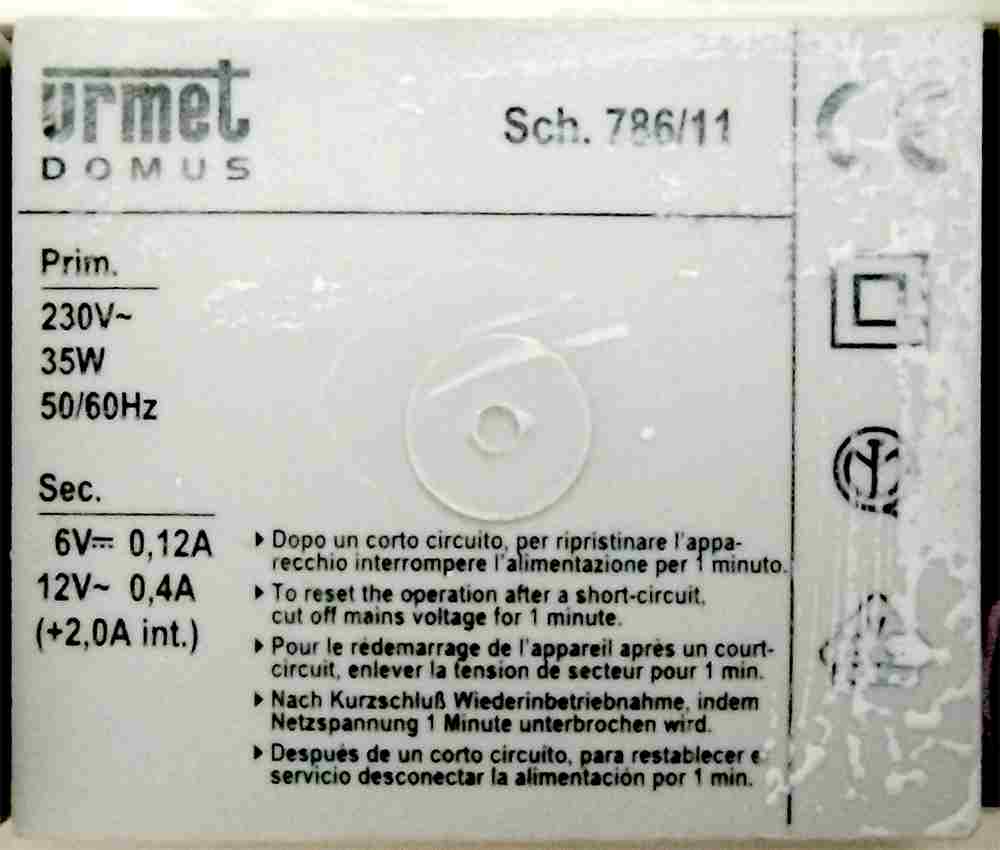 urmet
DOMUS
Sch. 786/11
CE
Prim.
230V~
35W
50/60Hz
Sec.
6V⎓ 0,12A
12V~ 0,4A
(+2,0A int.)
▸ Dopo un corto circuito, per ripristinare l'appa-
recchio interrompere l'alimentazione per 1 minuto.
▸ To reset the operation after a short-circuit,
cut off mains voltage for 1 minute.
▸ Pour le rédemarrage de l'appareil après un court-
circuit, enlever la tension de secteur pour 1 min.
▸ Nach Kurzschluß Wiederinbetriebnahme, indem
Netzspannung 1 Minute unterbrochen wird.
▸ Después de un corto circuito, para restablecer e
servicio desconectar la alimentación por 1 min.